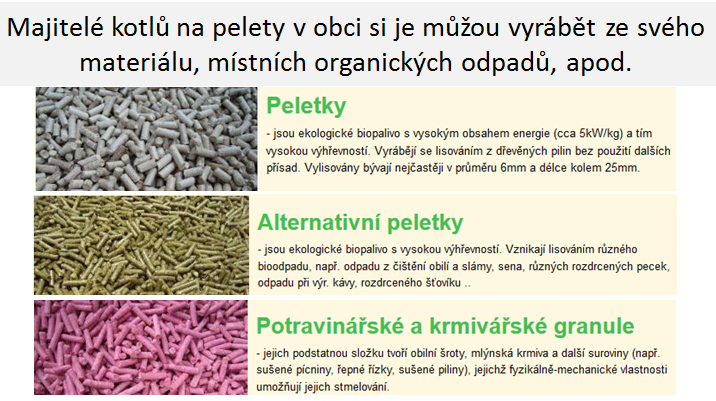 Majitelé kotlů na pelety v obci si je můžou vyrábět ze svého
materiálu, místních organických odpadů, apod.
Peletky
- jsou ekologické biopalivo s vysokým obsahem energie (cca 5kW/kg) a tím
vysokou výhřevností. Vyrábějí se lisováním z dřevěných pilin bez použití dalších
přísad. Vylisovány bývají nejčastěji v průměru 6mm a délce kolem 25mm.
Alternativní peletky
- jsou ekologické biopalivo s vysokou výhřevností. Vznikají lisováním různého
bioodpadu, např. odpadu z čištění obilí a slámy, sena, různých rozdrcených pecek,
odpadu při výr. kávy, rozdrceného šťovíku ..
Potravinářské a krmivářské granule
- jejich podstatnou složku tvoří obilní šroty, mlýnská krmiva a další suroviny (např.
sušené pícniny, řepné řízky, sušené piliny), jejichž fyzikálně-mechanické vlastnosti
umožňují jejich stmelování.